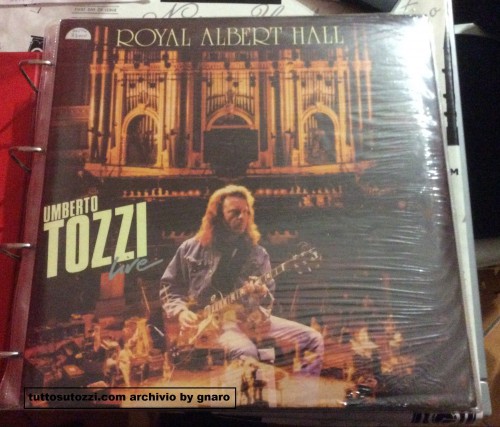 ROYAL ALBERT HALL
UMBERTO
TOZZI
live
tuttosutozzi.com archivio by gnaro